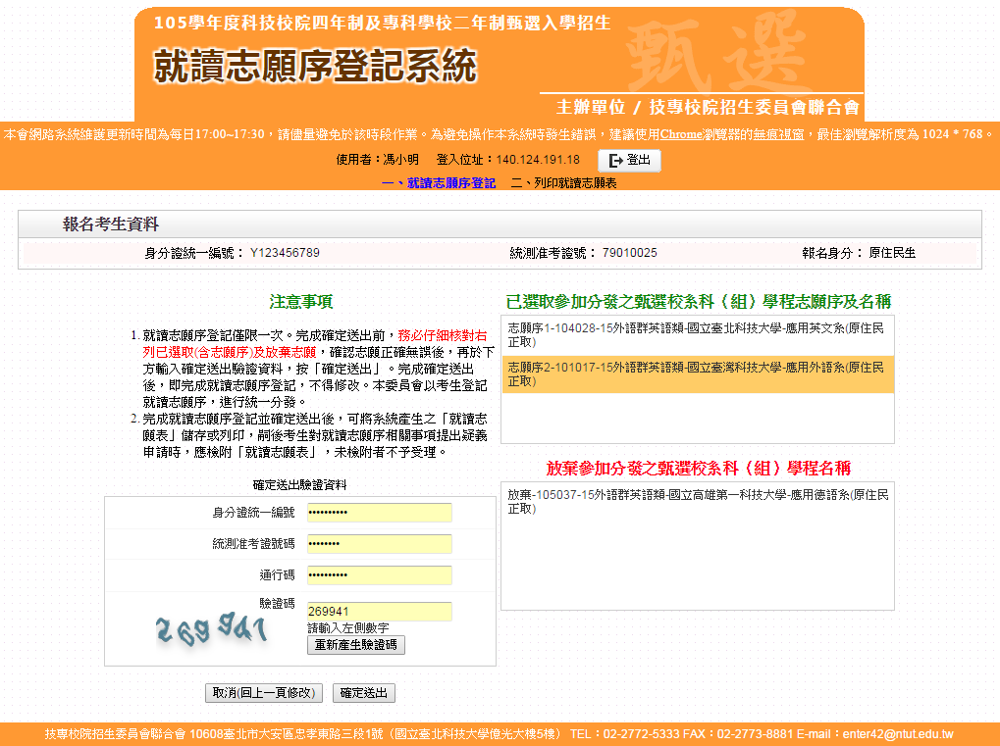 105學年度科技校院四年制及專科學校二年制甄選入學招生
甄選
就讀志願序登記系統
主辦單位 / 技專校院招生委員會聯合會
本會網路系統維護更新時間為每日17:00~17:30，請儘量避免於該時段作業。為避免操作本系統時發生錯誤，建議使用Chrome瀏覽器的無痕視窗，最佳瀏覽解析度為 1024 * 768。
使用者：馮小明 登入位址：140.124.191.18 登出
一、就讀志願序登記 二、列印就讀志願表
報名考生資料
身分證統一編號： Y123456789 統測准考證號： 79010025 報名身分： 原住民生
注意事項
1. 就讀志願序登記僅限一次。完成確定送出前，務必仔細核對右
列已選取(含志願序)及放棄志願，確認志願正確無誤後，再於下
方輸入確定送出驗證資料，按「確定送出」。完成確定送出
後，即完成就讀志願序登記，不得修改。本委員會以考生登記
就讀志願序，進行統一分發。
2. 完成就讀志願序登記並確定送出後，可將系統產生之「就讀志
願表」儲存或列印，嗣後考生對就讀志願序相關事項提出疑義
申請時，應檢附「就讀志願表」，未檢附者不予受理。
確定送出驗證資料
身分證統一編號 ••••••••••
統測准考證號碼 ••••••••
通行碼 ••••••••••
驗證碼
269941
269941
請輸入左側數字
重新產生驗證碼
取消(回上一頁修改) 確定送出
已選取參加分發之甄選校系科（組）學程志願序及名稱
志願序1-104028-15外語群英語類-國立臺北科技大學-應用英文系(原住民
正取)
志願序2-101017-15外語群英語類-國立臺灣科技大學-應用外語系(原住民
正取)
放棄參加分發之甄選校系科（組）學程名稱
放棄-105037-15外語群英語類-國立高雄第一科技大學-應用德語系(原住民
正取)
技專校院招生委員會聯合會 10608臺北市大安區忠孝東路三段1號（國立臺北科技大學億光大樓5樓） TEL：02-2772-5333 FAX：02-2773-8881 E-mail：enter42@ntut.edu.tw